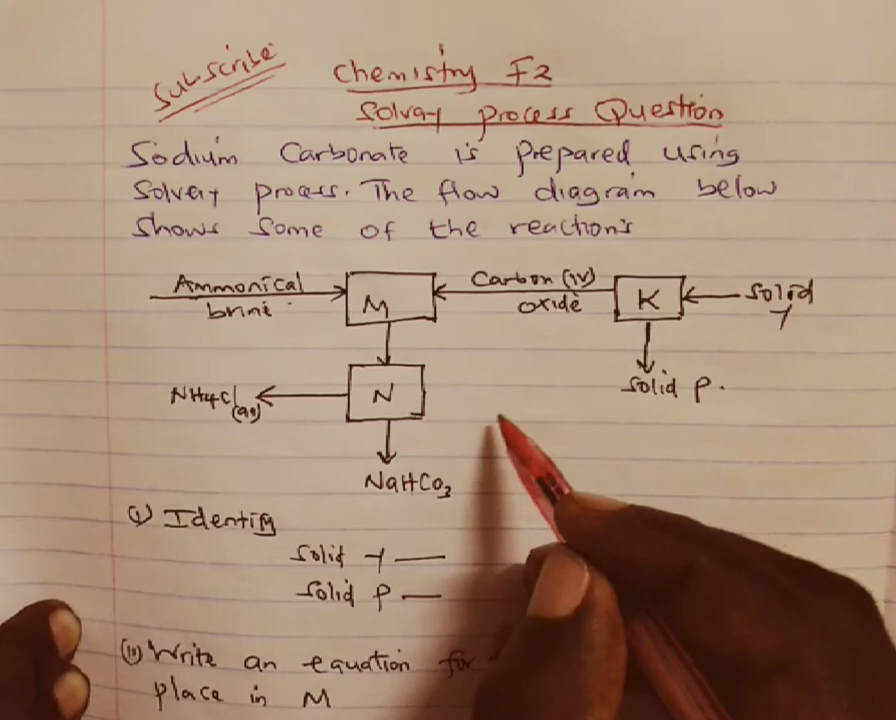 Subscribe
Chemistry F2
Solvay process Question
Sodium Carbonate is prepared using
Solvay process. The flow diagram below
Shows Some of the reaction's
Ammonical
brine
M
Carbon (iv)
oxide
K
Solid
Y
Solid P.
NH4Cl(aq)
N
NaHCO3
(i) Identify
Solid Y —
Solid P —
(ii) Write an equation for
place in M